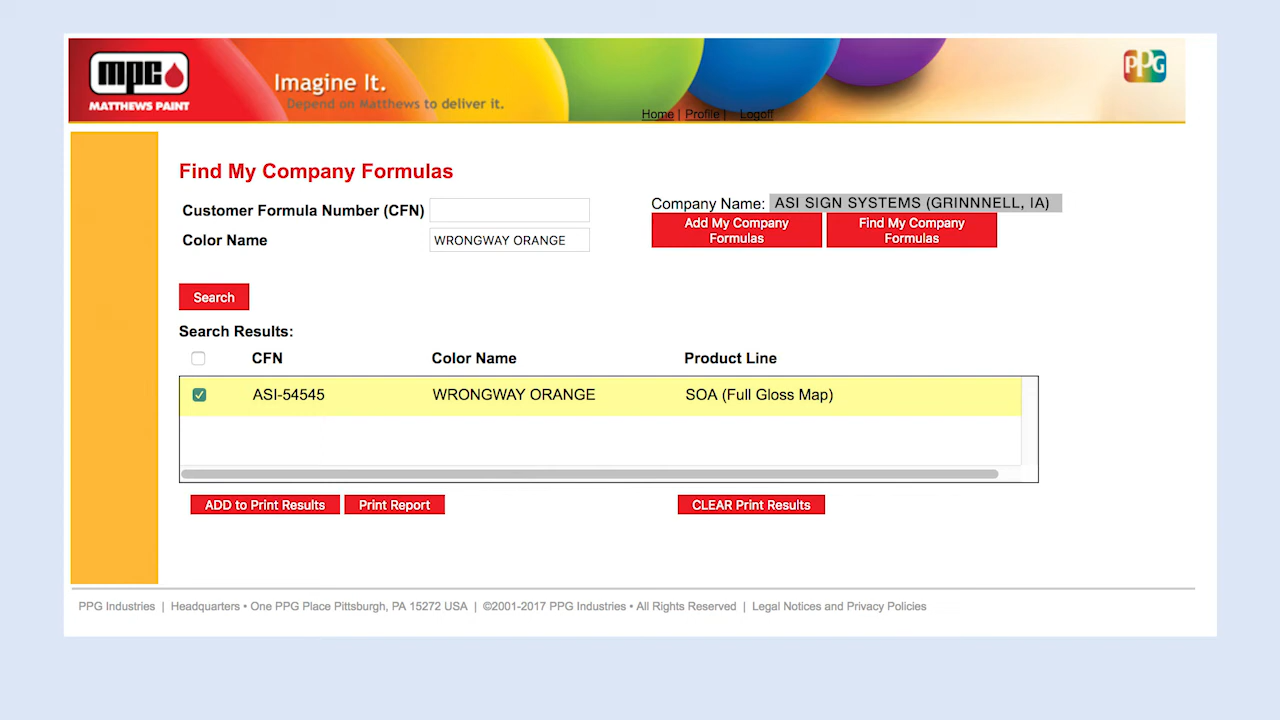 mpc
MATTHEWS PAINT
Imagine It.
Depend on Matthews to deliver it.
PPG
Home | Profile | Logoff
Find My Company Formulas
Customer Formula Number (CFN)
Color Name WRONGWAY ORANGE
Company Name: ASI SIGN SYSTEMS (GRINNNELL, IA)
Add My Company
Formulas
Find My Company
Formulas
Search
Search Results:
CFN Color Name Product Line
ASI-54545 WRONGWAY ORANGE SOA (Full Gloss Map)
ADD to Print Results Print Report CLEAR Print Results
PPG Industries | Headquarters • One PPG Place Pittsburgh, PA 15272 USA | ©2001-2017 PPG Industries • All Rights Reserved | Legal Notices and Privacy Policies